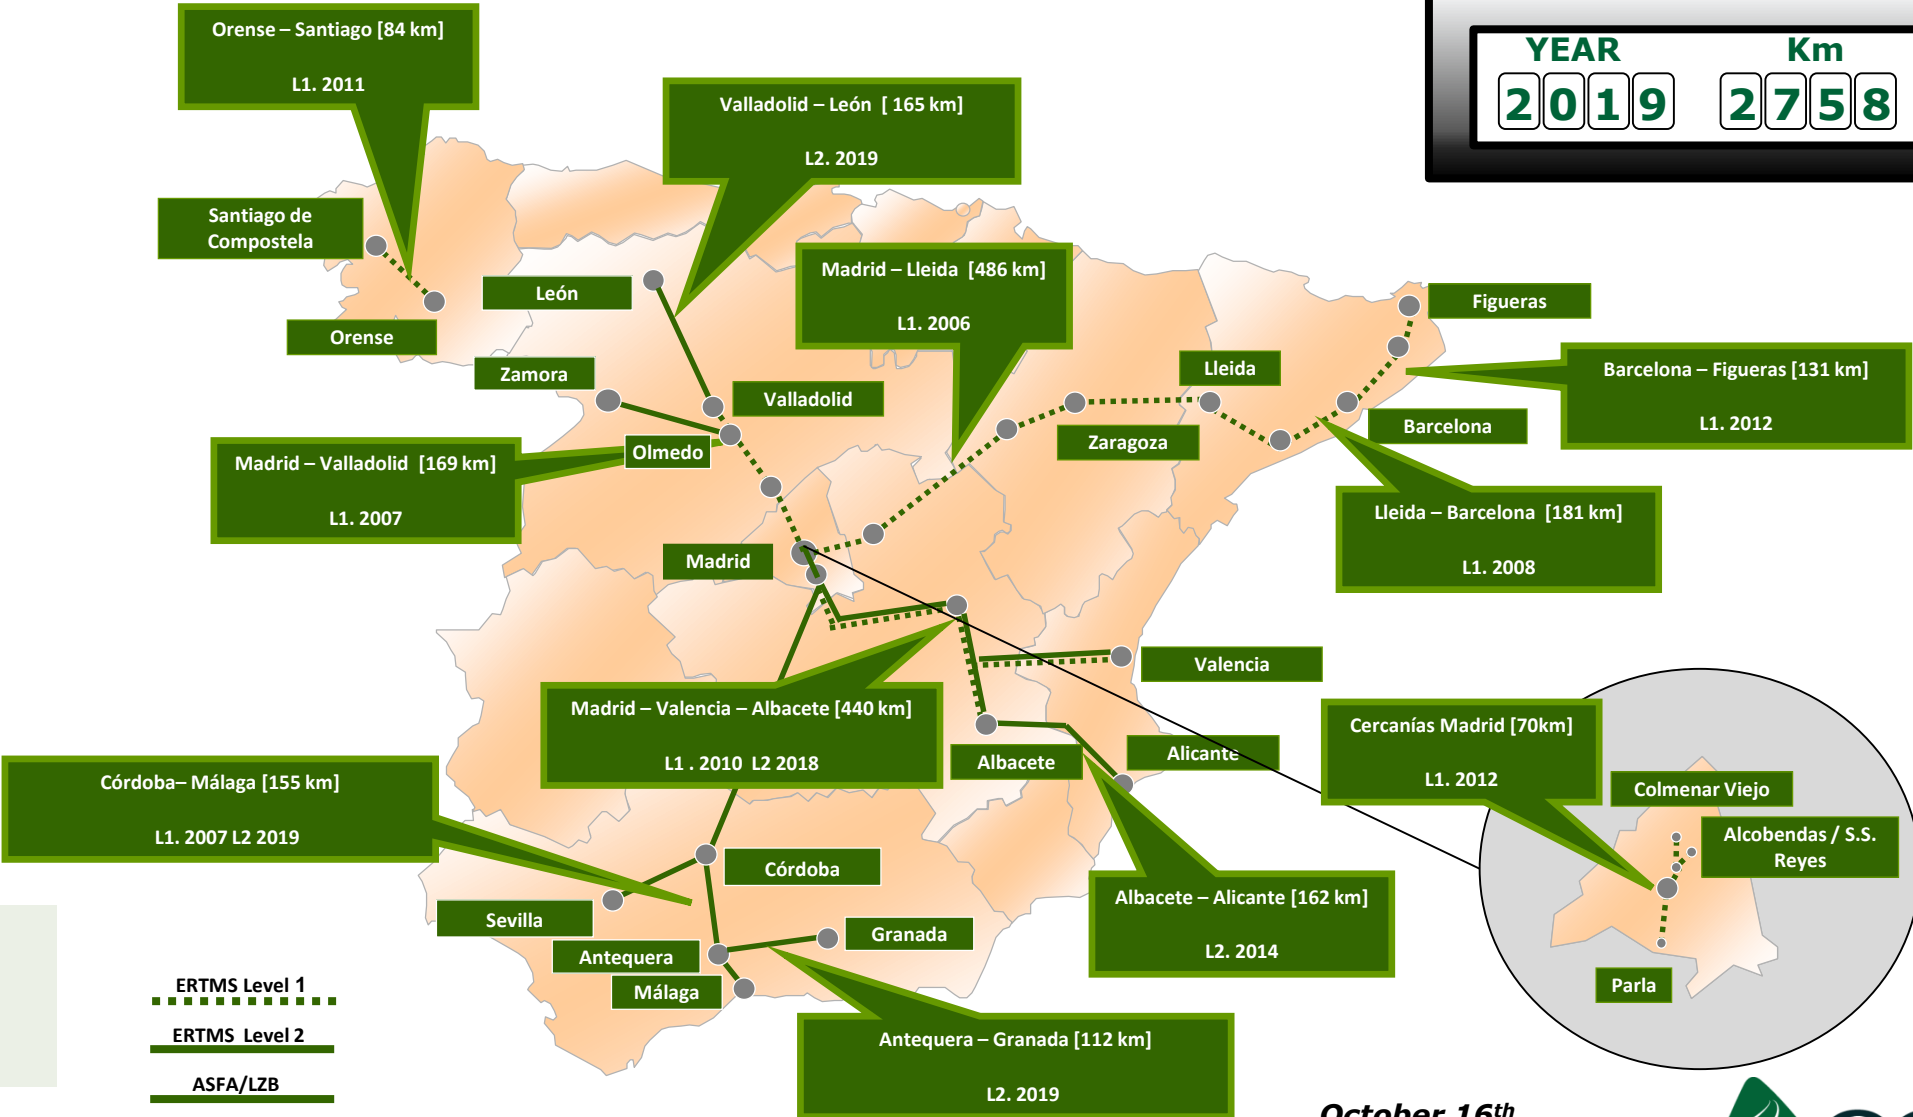 Orense – Santiago [84 km]
L1. 2011
YEAR
Km
2019
2758
Valladolid – León [ 165 km]
L2. 2019
Santiago de
Compostela
Madrid – Lleida [486 km]
L1. 2006
León
Figueras
Orense
Zamora
Lleida
Barcelona – Figueras [131 km]
L1. 2012
Valladolid
Barcelona
Zaragoza
Olmedo
Madrid – Valladolid [169 km]
L1. 2007
Lleida – Barcelona [181 km]
L1. 2008
Madrid
Valencia
Madrid – Valencia – Albacete [440 km]
L1 . 2010 L2 2018
Cercanías Madrid [70km]
L1. 2012
Albacete
Alicante
Córdoba– Málaga [155 km]
L1. 2007 L2 2019
Colmenar Viejo
Alcobendas / S.S.
Reyes
Córdoba
Albacete – Alicante [162 km]
L2. 2014
Sevilla
Granada
Antequera
Málaga
Parla
ERTMS Level 1
ERTMS Level 2
ASFA/LZB
Antequera – Granada [112 km]
L2. 2019
October 16th